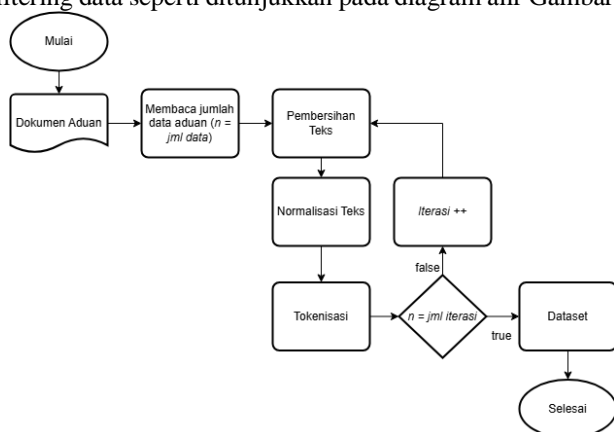 data seperti ditunjukkan pada diagram alir Gambar
Mulai
Dokumen Aduan
Membaca jumlah
data aduan (n =
jml data)
Pembersihan
Teks
Normalisasi Teks
Iterasi ++
false
Tokenisasi
n = jml iterasi
true
Dataset
Selesai